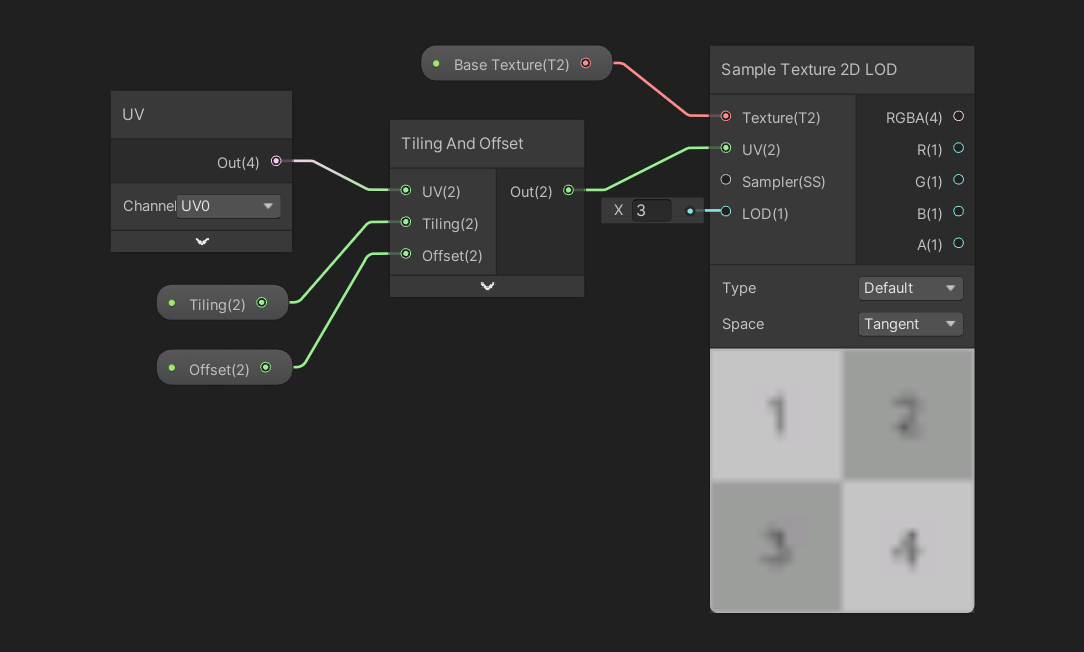 Base Texture(T2)
UV
Out(4)
Channel UV0
Tiling(2)
Offset(2)
Tiling And Offset
UV(2) Out(2)
Tiling(2)
Offset(2)
X 3
Sample Texture 2D LOD
Texture(T2) RGBA(4)
UV(2) R(1)
Sampler(SS) G(1)
LOD(1) B(1)
A(1)
Type Default
Space Tangent
1 2
3 4